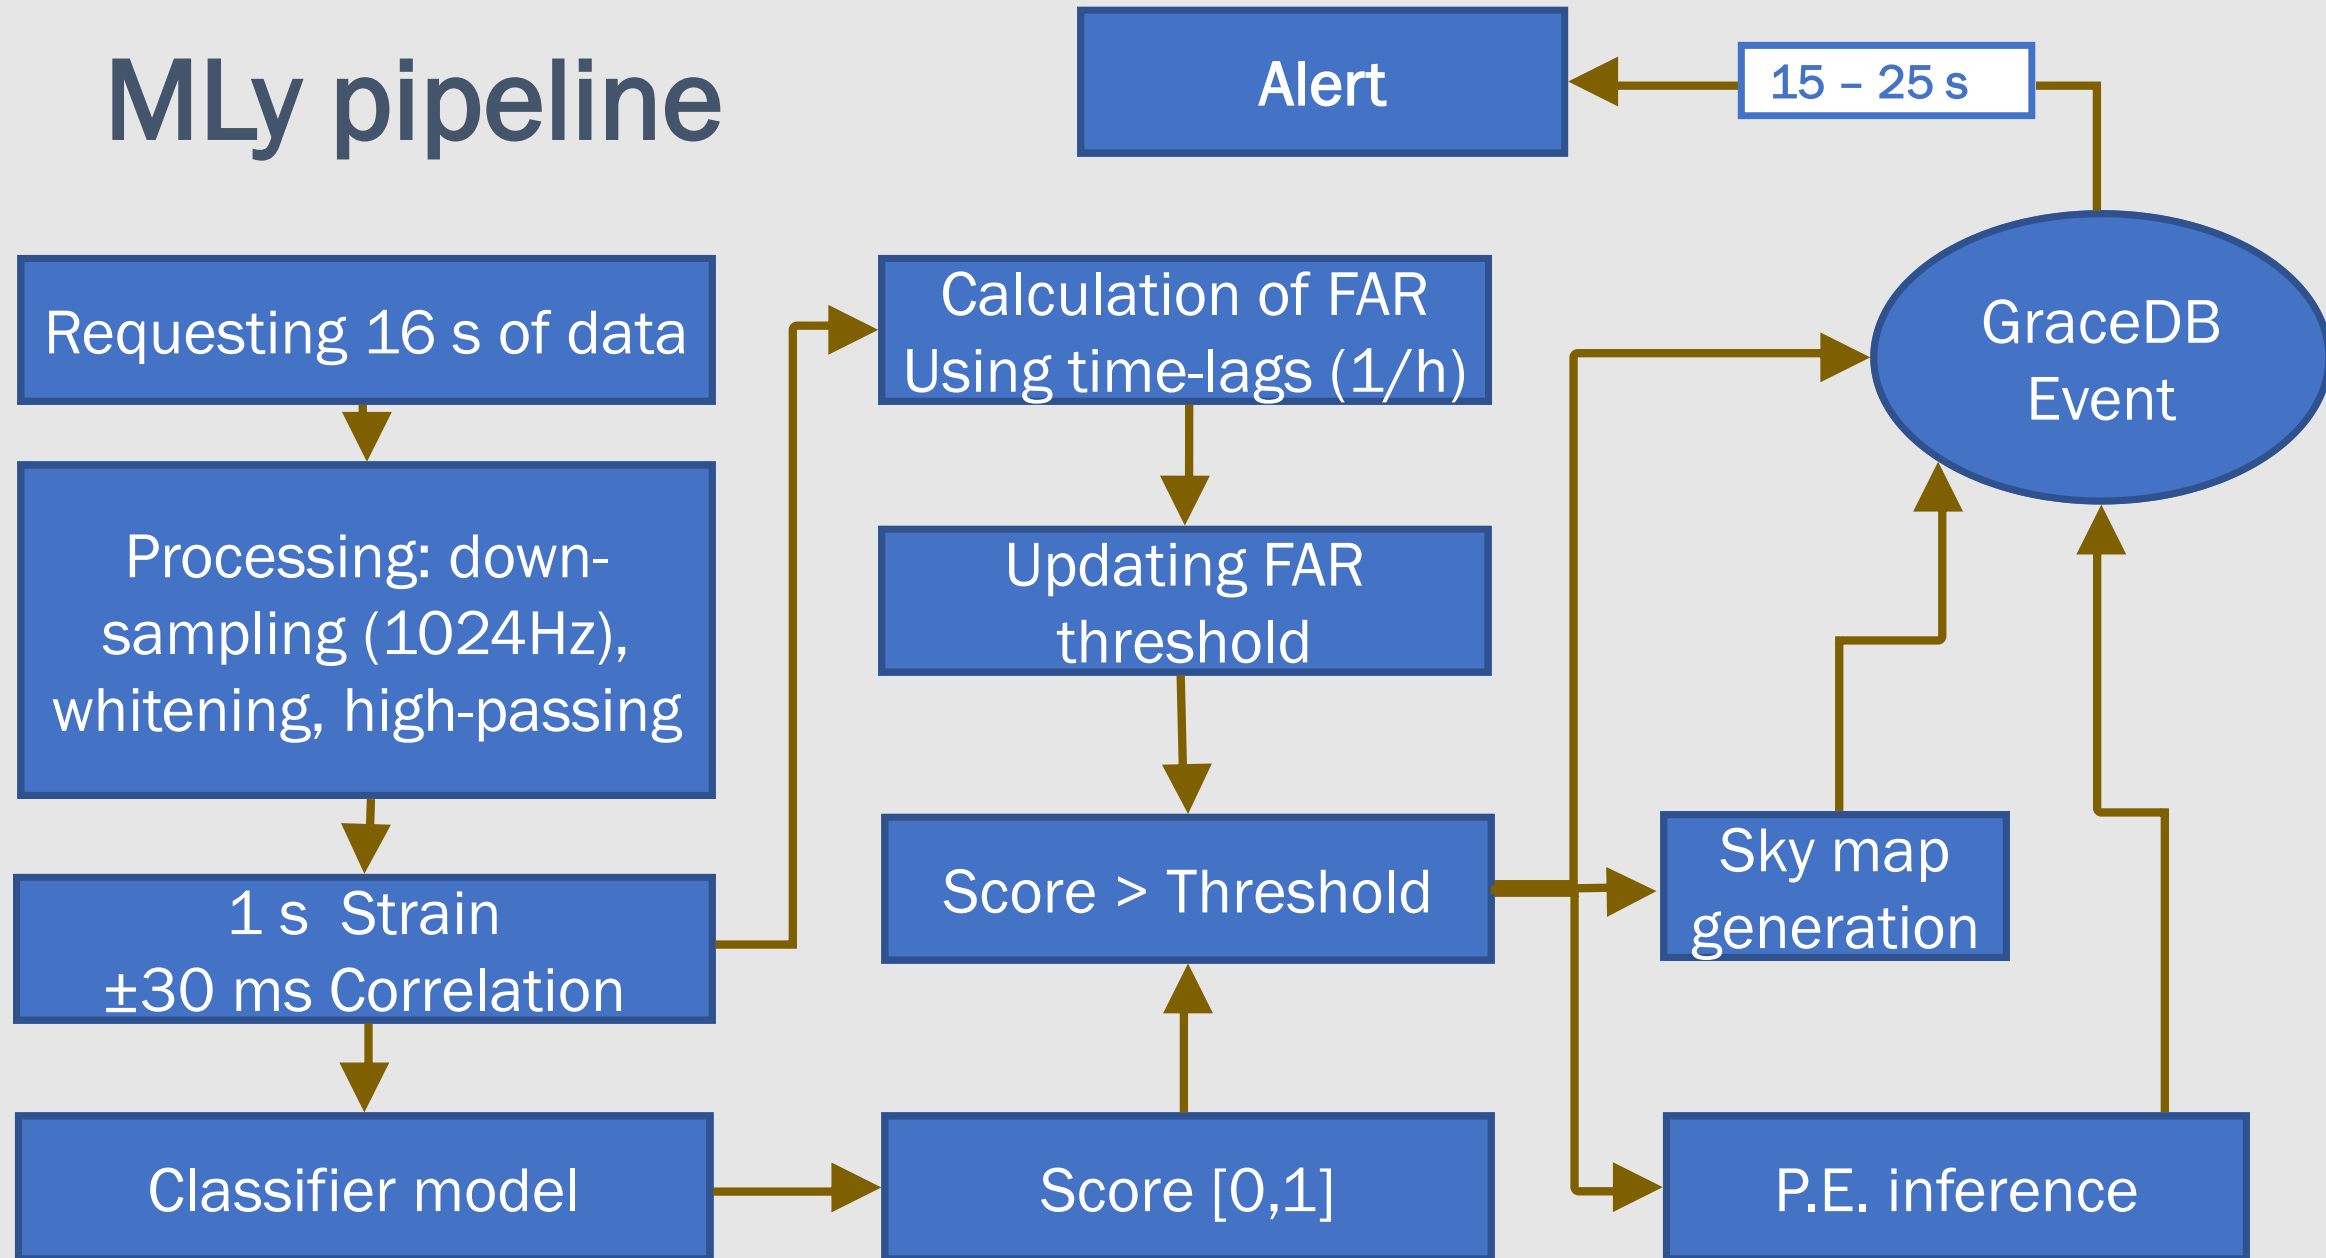 MLy pipeline
Alert
15 – 25 s
Requesting 16 s of data
Processing: down-
sampling (1024Hz),
whitening, high-passing
1 s  Strain
±30 ms Correlation
Classifier model
Calculation of FAR
Using time-lags (1/h)
Updating FAR
threshold
Score > Threshold
Score [0,1]
GraceDB
Event
Sky map
generation
P.E. inference